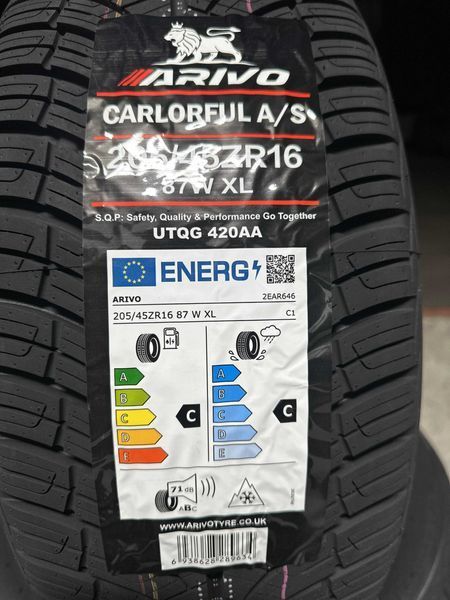 ARIVO
CARLORFUL A/S
205/45ZR16
87W XL
S.Q.P: Safety, Quality & Performance Go Together
UTQG 420AA
ENERG
ARIVO 2EAR646
205/45ZR16 87 W XL C1
A A
B B
C C C C
D D
E E
71 dB
ABC
WWW.ARIVOTYRE.CO.UK